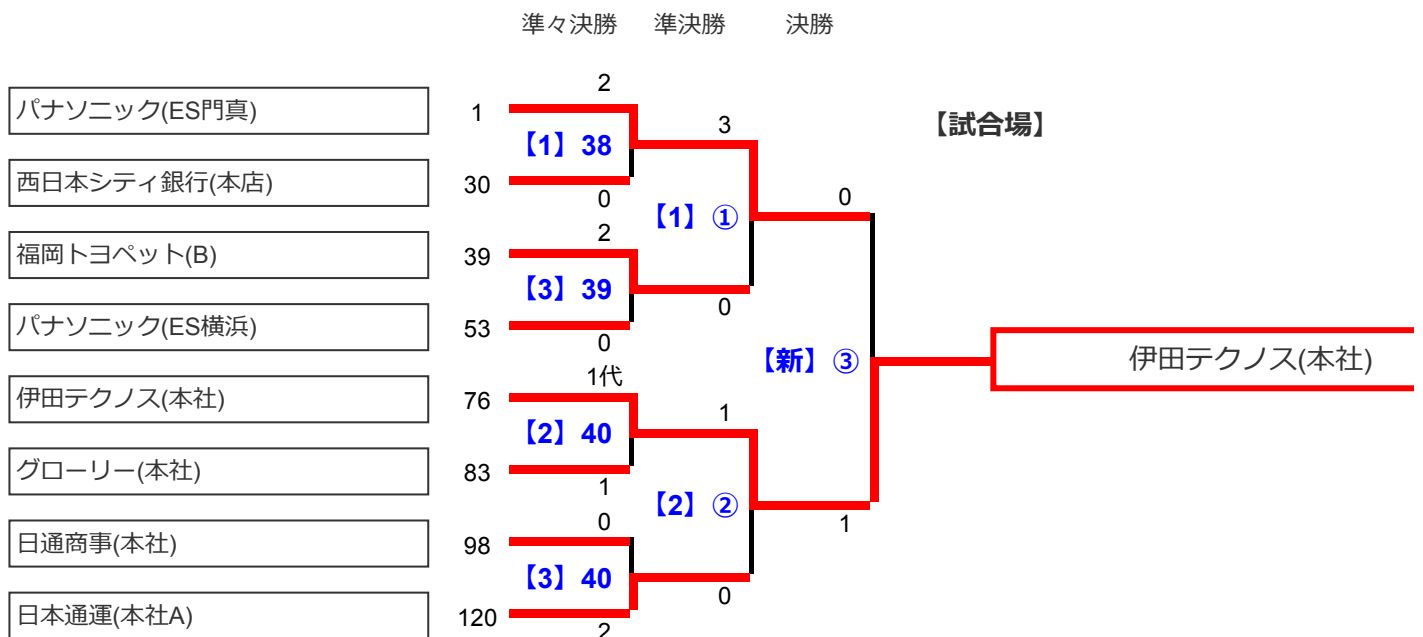 準々決勝 準決勝 決勝
2
パナソニック(ES門真) 1
3
【試合場】
【1】38
西日本シティ銀行(本店) 30
0
0
【1】①
2
福岡トヨペット(B) 39
【3】39
0
パナソニック(ES横浜) 53
0
【新】③
伊田テクノス(本社)
1代
伊田テクノス(本社) 76
1
【2】40
グローリー(本社) 83
1
【2】②
0
1
日通商事(本社) 98
【3】40
0
日本通運(本社A) 120
2